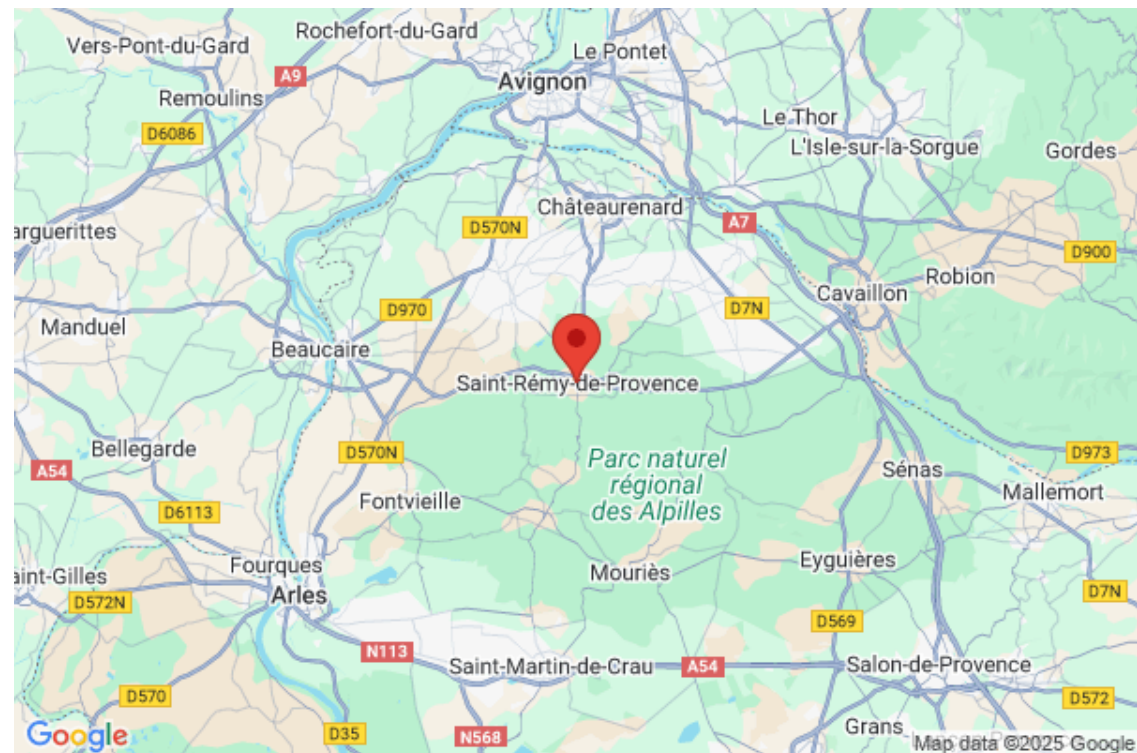 Rochefort-du-Gard
Vers-Pont-du-Gard
Le Pontet
A9
Avignon
Remoulins
Le Thor
D6086
L'Isle-sur-la-Sorgue
Gordes
Châteaurenard
A7
arguerittes
D570N
D900
Robion
Cavaillon
D970
D7N
Manduel
Beaucaire
Saint-Rémy-de-Provence
Bellegarde
D570N
D973
A54
Parc naturel
régional
des Alpilles
Sénas
Mallemort
Fontvieille
D6113
Eyguières
Fourques
Mouriès
aint-Gilles
Arles
D572N
D7N
D569
N113
Saint-Martin-de-Crau
A54
Salon-de-Provence
D570
D572
Grans
Google
D35
N568
Map data ©2025 Google